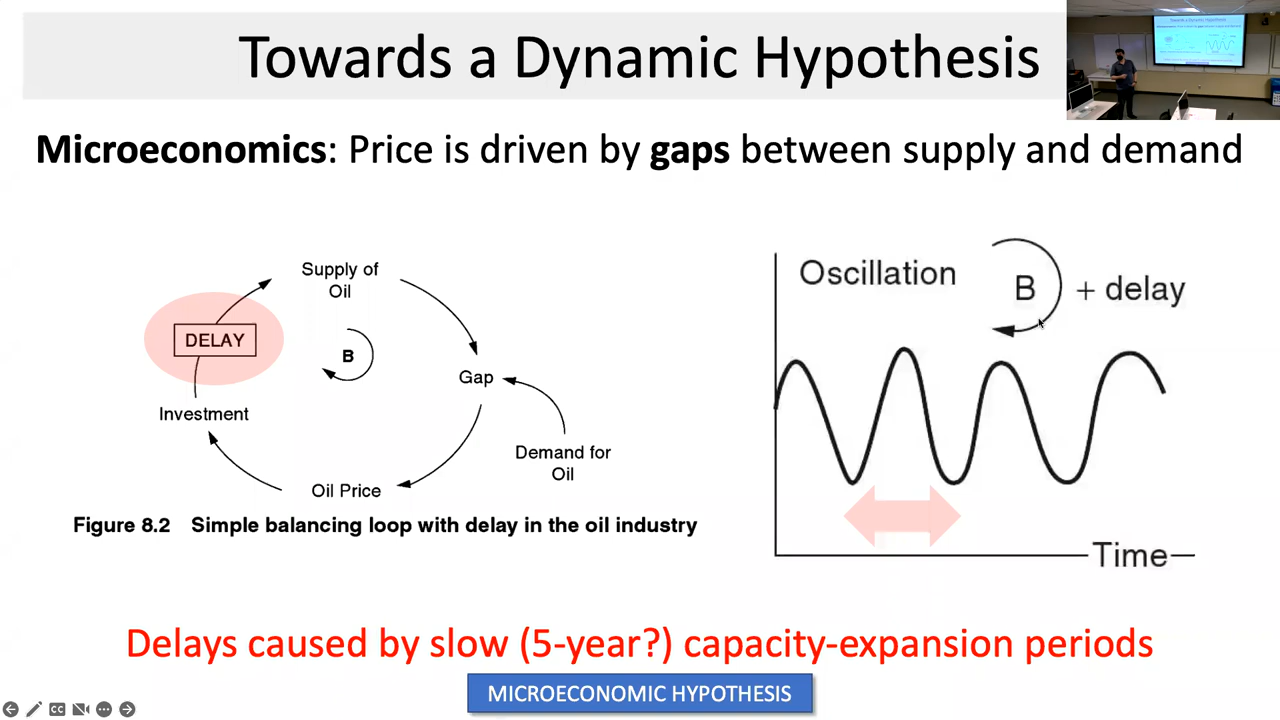 Towards a Dynamic Hypothesis
Microeconomics: Price is driven by gaps between supply and demand
Supply of
Oil
DELAY
B
Gap
Investment
Demand for
Oil
Oil Price
Figure 8.2 Simple balancing loop with delay in the oil industry
Oscillation
B
+ delay
Time
Delays caused by slow (5-year?) capacity-expansion periods
MICROECONOMIC HYPOTHESIS
CC